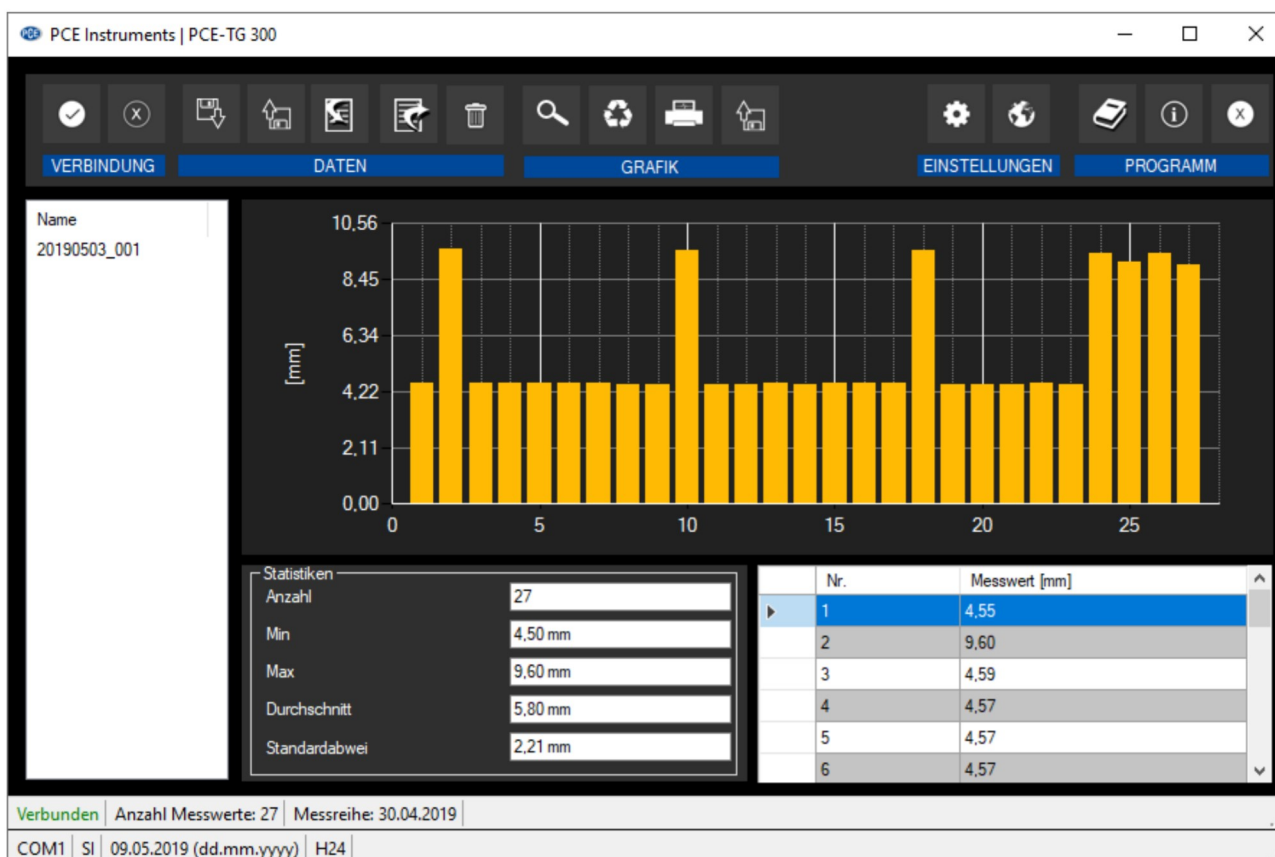 PCE Instruments | PCE-TG 300
VERBINDUNG DATEN GRAFIK EINSTELLUNGEN PROGRAMM
Name
20190503_001
10,56
8,45
6,34
4,22
2,11
0,00
[mm]
0 5 10 15 20 25
Statistiken
Anzahl 27
Min 4,50 mm
Max 9,60 mm
Durchschnitt 5,80 mm
Standardabwei 2,21 mm
Nr. Messwert [mm]
1 4,55
2 9,60
3 4,59
4 4,57
5 4,57
6 4,57
Verbunden Anzahl Messwerte: 27 Messreihe: 30.04.2019
COM1 SI 09.05.2019 (dd.mm.yyyy) H24